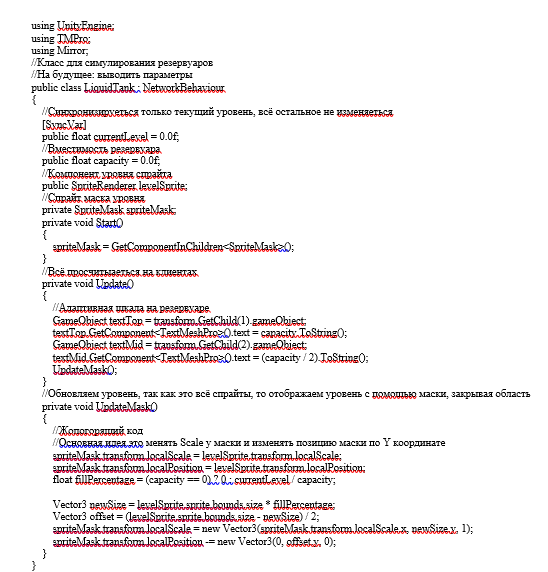 using UnityEngine;
using TMPro;
using Mirror;
//Класс для симулирования резервуаров
//На будущее: выводить параметры
public class LiquidTank : NetworkBehaviour
{
//Синхронизируеться только текущий уровень, всё остальное не изменяеться
[SyncVar]
public float currentLevel = 0.0f;
//Вместимость резервуара
public float capacity = 0.0f;
//Компонент уровня спрайта
public SpriteRenderer levelSprite;
//Спрайт маска уровня
private SpriteMask spriteMask;
private void Start()
{
spriteMask = GetComponentInChildren<SpriteMask>();
}
//Всё просчитыаеться на клиентах
private void Update()
{
//Адаптивная шкала на резервуаре
GameObject textTop = transform.GetChild(1).gameObject;
textTop.GetComponent<TextMeshPro>().text = capacity.ToString();
GameObject textMid = transform.GetChild(2).gameObject;
textMid.GetComponent<TextMeshPro>().text = (capacity / 2).ToString();
UpdateMask();
}
//Обновляем уровень, так как это всё спрайты, то отображаем уровень с помощью маски, закрывая область
private void UpdateMask()
{
//Жопогорящий код
//Основная идея это менять Scale у маски и изменять позицию маски по Y координате
spriteMask.transform.localScale = levelSprite.transform.localScale;
spriteMask.transform.localPosition = levelSprite.transform.localPosition;
float fillPercentage = (capacity == 0) ? 0 : currentLevel / capacity;
Vector3 newSize = levelSprite.sprite.bounds.size * fillPercentage;
Vector3 offset = (levelSprite.sprite.bounds.size - newSize) / 2;
spriteMask.transform.localScale = new Vector3(spriteMask.transform.localScale.x, newSize.y, 1);
spriteMask.transform.localPosition -= new Vector3(0, offset.y, 0);
}
}